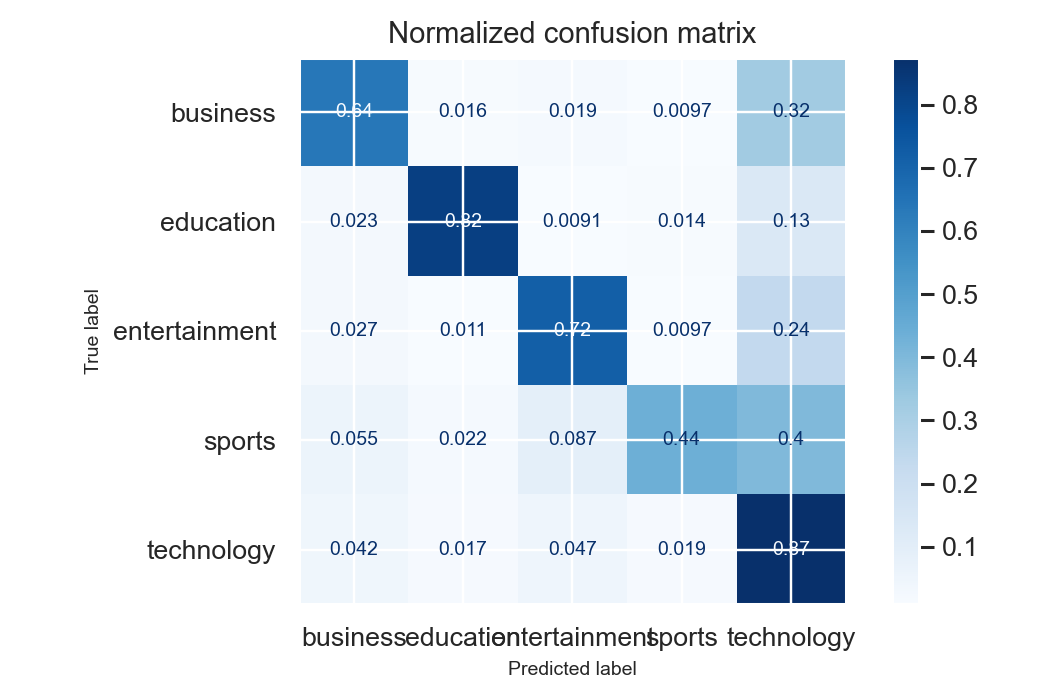 Normalized confusion matrix
business 0.64 0.016 0.019 0.0097 0.32
education 0.023 0.82 0.0091 0.014 0.13
entertainment 0.027 0.011 0.72 0.0097 0.24
sports 0.055 0.022 0.087 0.44 0.4
technology 0.042 0.017 0.047 0.019 0.87
True label
business education entertainment sports technology
Predicted label
0.8
0.7
0.6
0.5
0.4
0.3
0.2
0.1